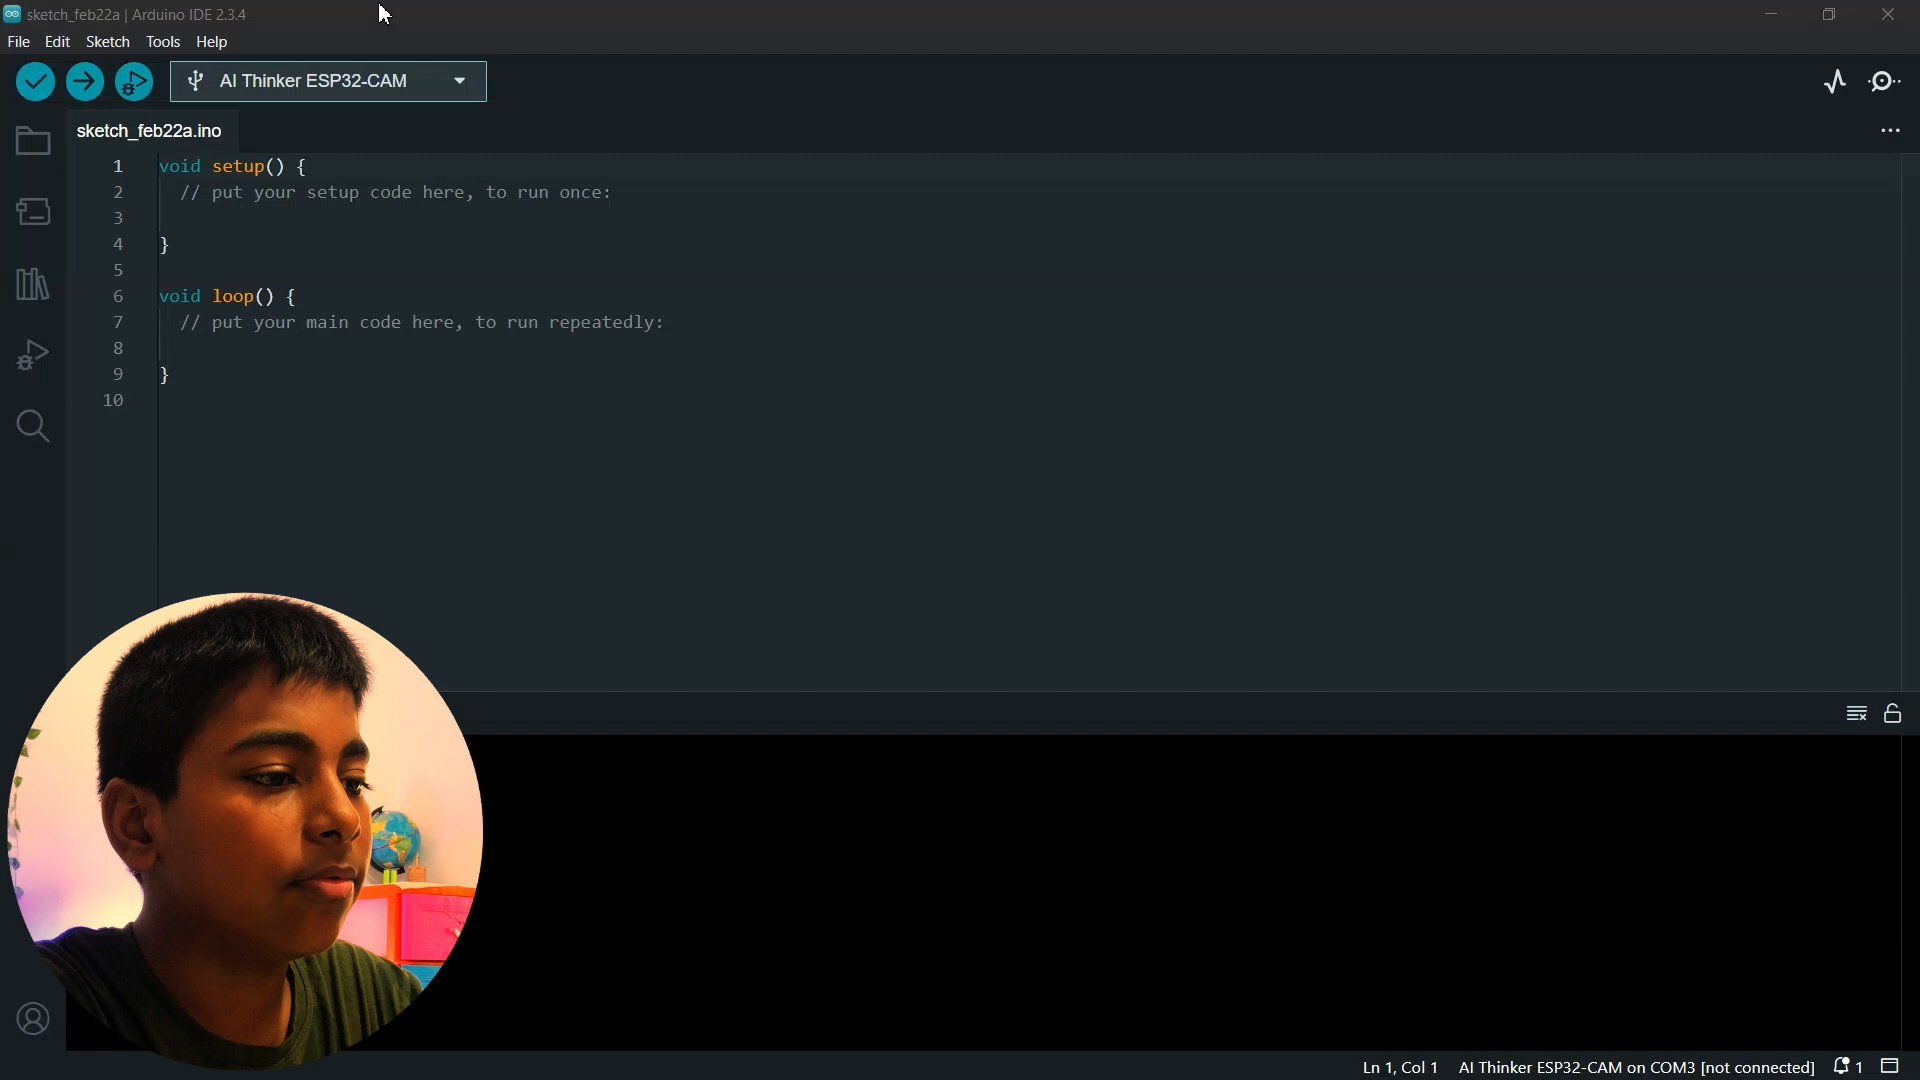 sketch_feb22a | Arduino IDE 2.3.4
File Edit Sketch Tools Help
AI Thinker ESP32-CAM
sketch_feb22a.ino
1 void setup() {
2 // put your setup code here, to run once:
3
4 }
5
6 void loop() {
7 // put your main code here, to run repeatedly:
8
9 }
10
Ln 1, Col 1 AI Thinker ESP32-CAM on COM3 [not connected] 1